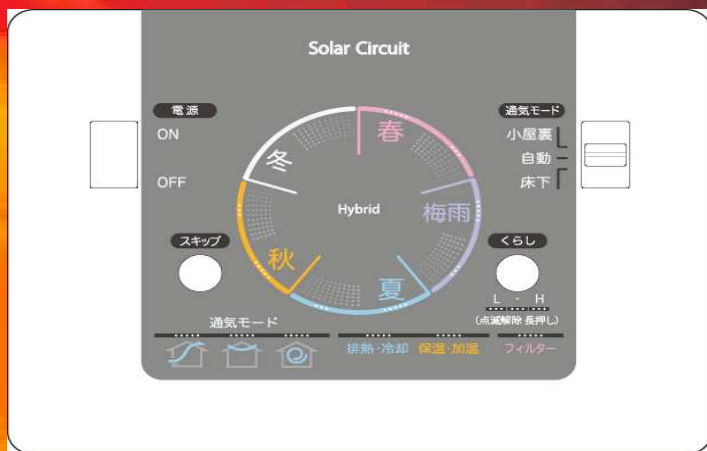 Solar Circuit
電源
ON
OFF
通気モード
小屋裏
自動
床下
春
梅雨
夏
秋
冬
Hybrid
スキップ
くらし
L ・ H
(点滅解除 長押し)
通気モード
排熱・冷却 保温・加温 フィルター